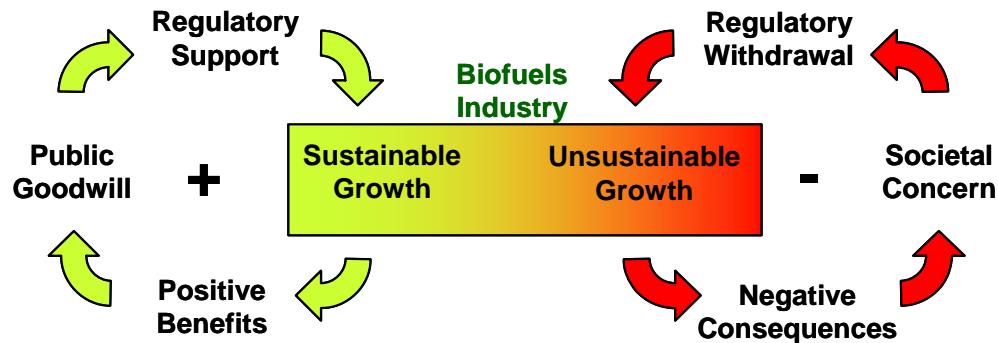 Regulatory
Support
Regulatory
Withdrawal
Biofuels
Industry
Public
Goodwill
+
Sustainable
Growth
Unsustainable
Growth
-
Societal
Concern
Positive
Benefits
Negative
Consequences